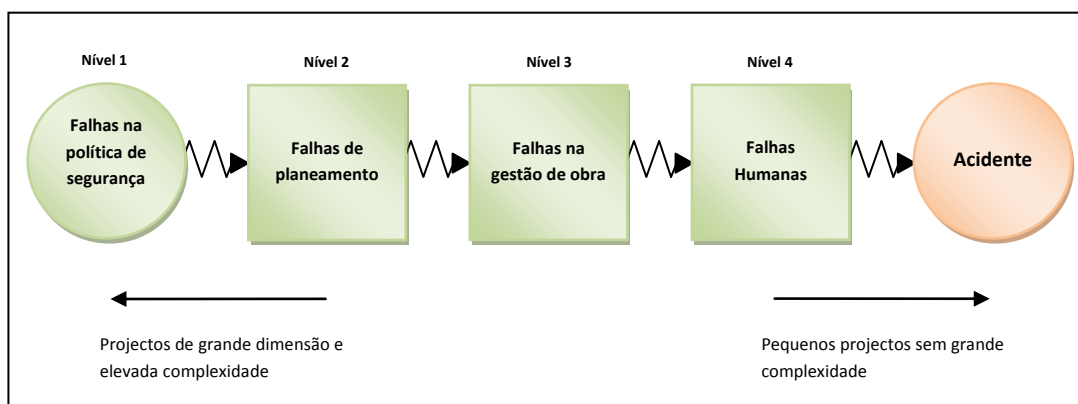 Nível 1
Nível 2
Nível 3
Nível 4
Falhas na
política de
segurança
Falhas de
planeamento
Falhas na
gestão de obra
Falhas
Humanas
Acidente
Projectos de grande dimensão e
elevada complexidade
Pequenos projectos sem grande
complexidade